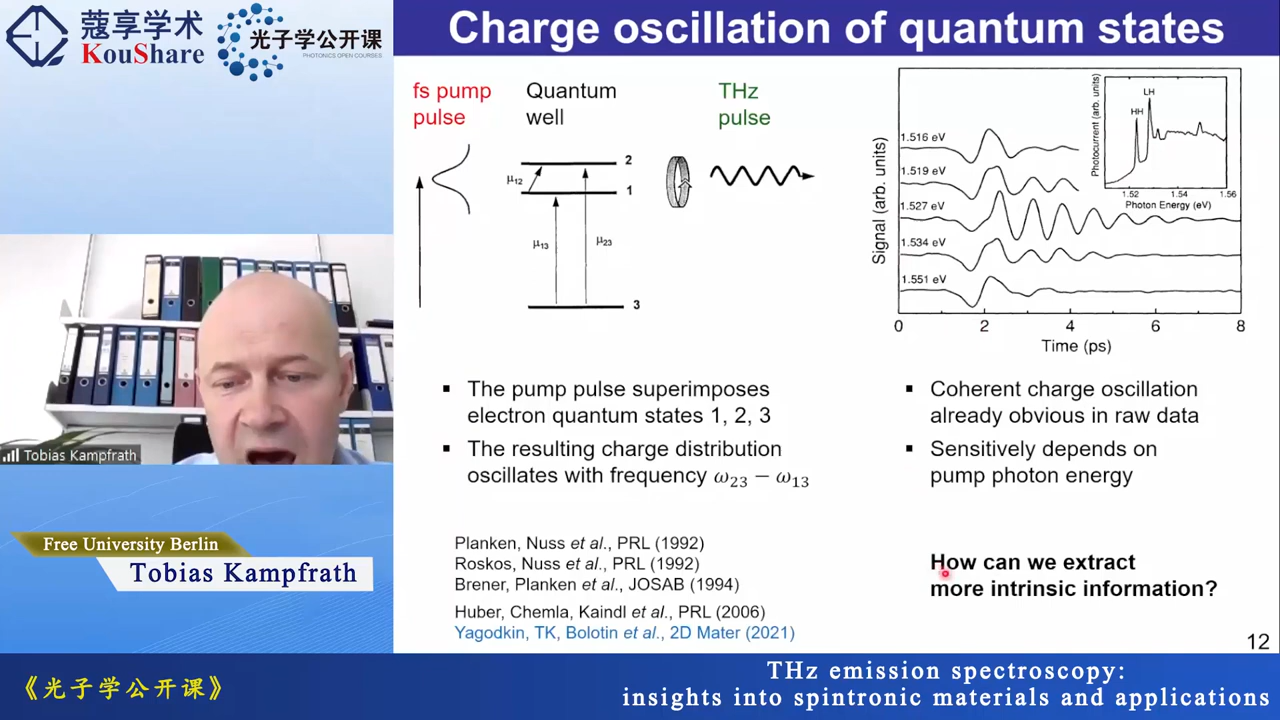 蔻享学术
KouShare
光子学公开课
PHOTONICS OPEN COURSES
Charge oscillation of quantum states
fs pump
pulse
Quantum
well
THz
pulse
2
μ12
1
μ13
μ23
3
Signal (arb. units)
1.516 eV
1.519 eV
1.527 eV
1.534 eV
1.551 eV
0
2
4
6
8
Time (ps)
Photocurrent (arb. units)
HH
LH
1.52
1.54
1.56
Photon Energy (eV)
▪ The pump pulse superimposes
electron quantum states 1, 2, 3
▪ The resulting charge distribution
oscillates with frequency ω₂₃ − ω₁₃
▪ Coherent charge oscillation
already obvious in raw data
▪ Sensitively depends on
pump photon energy
Planken, Nuss et al., PRL (1992)
Roskos, Nuss et al., PRL (1992)
Brener, Planken et al., JOSAB (1994)
Huber, Chemla, Kaindl et al., PRL (2006)
Yagodkin, TK, Bolotin et al., 2D Mater (2021)
How can we extract
more intrinsic information?
12
Tobias Kampfrath
Free University Berlin
Tobias Kampfrath
《光子学公开课》
THz emission spectroscopy:
insights into spintronic materials and applications